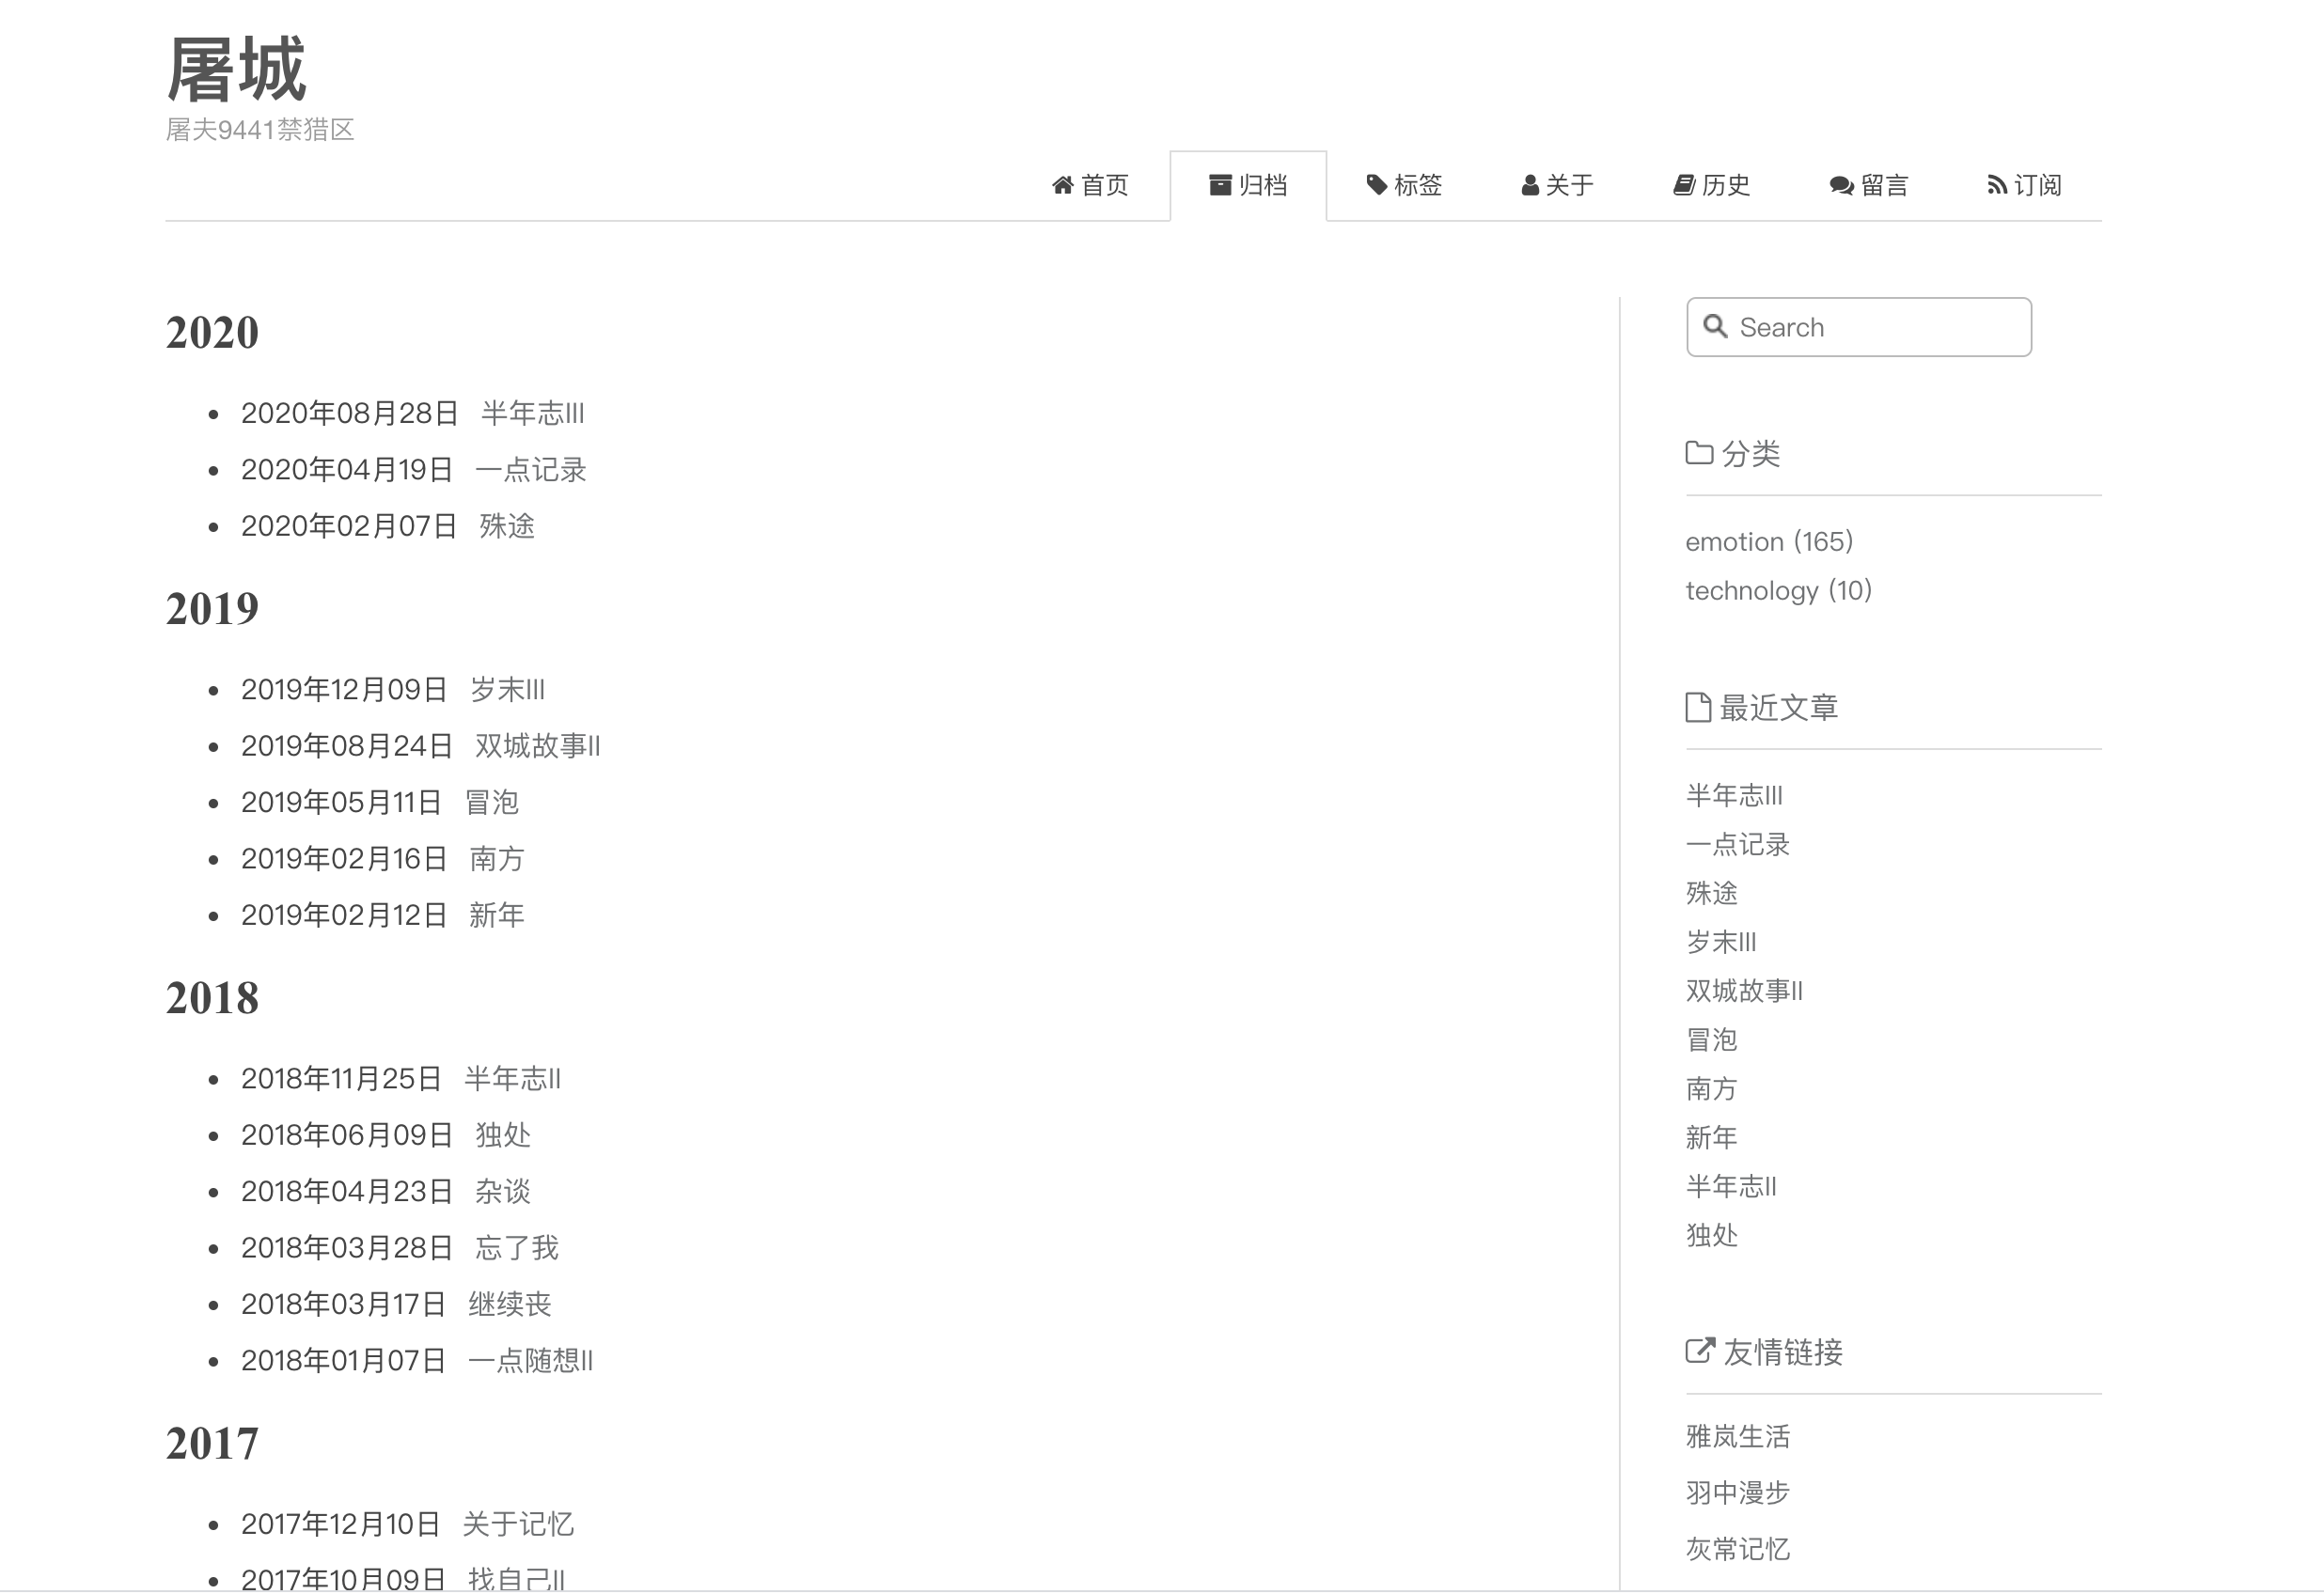 屠城
屠夫9441禁猎区
首页 归档 标签 关于 历史 留言 订阅
2020
2020年08月28日 半年志III
2020年04月19日 一点记录
2020年02月07日 殊途
2019
2019年12月09日 岁末III
2019年08月24日 双城故事II
2019年05月11日 冒泡
2019年02月16日 南方
2019年02月12日 新年
2018
2018年11月25日 半年志II
2018年06月09日 独处
2018年04月23日 杂谈
2018年03月28日 忘了我
2018年03月17日 继续丧
2018年01月07日 一点随想II
2017
2017年12月10日 关于记忆
2017年10月09日 找自己II
Search
分类
emotion (165)
technology (10)
最近文章
半年志III
一点记录
殊途
岁末III
双城故事II
冒泡
南方
新年
半年志II
独处
友情链接
雅岚生活
羽中漫步
灰常记忆